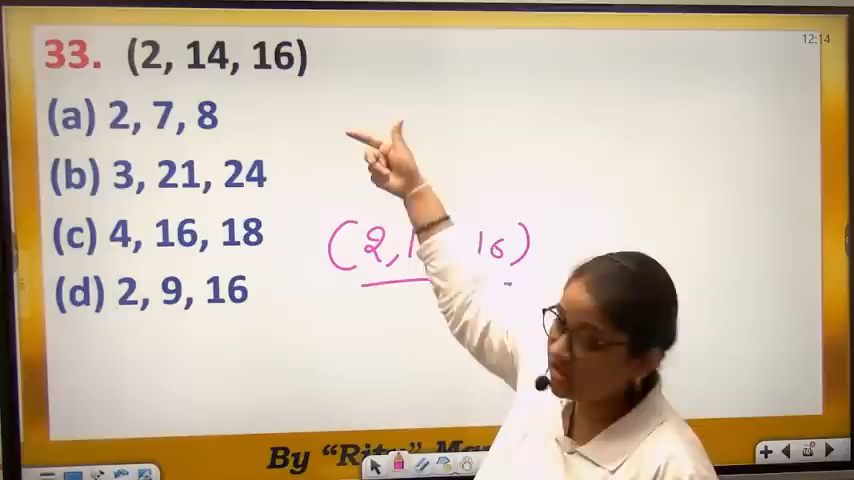 12:14
33. (2, 14, 16)
(a) 2, 7, 8
(b) 3, 21, 24
(c) 4, 16, 18
(d) 2, 9, 16
(2, 16)
By